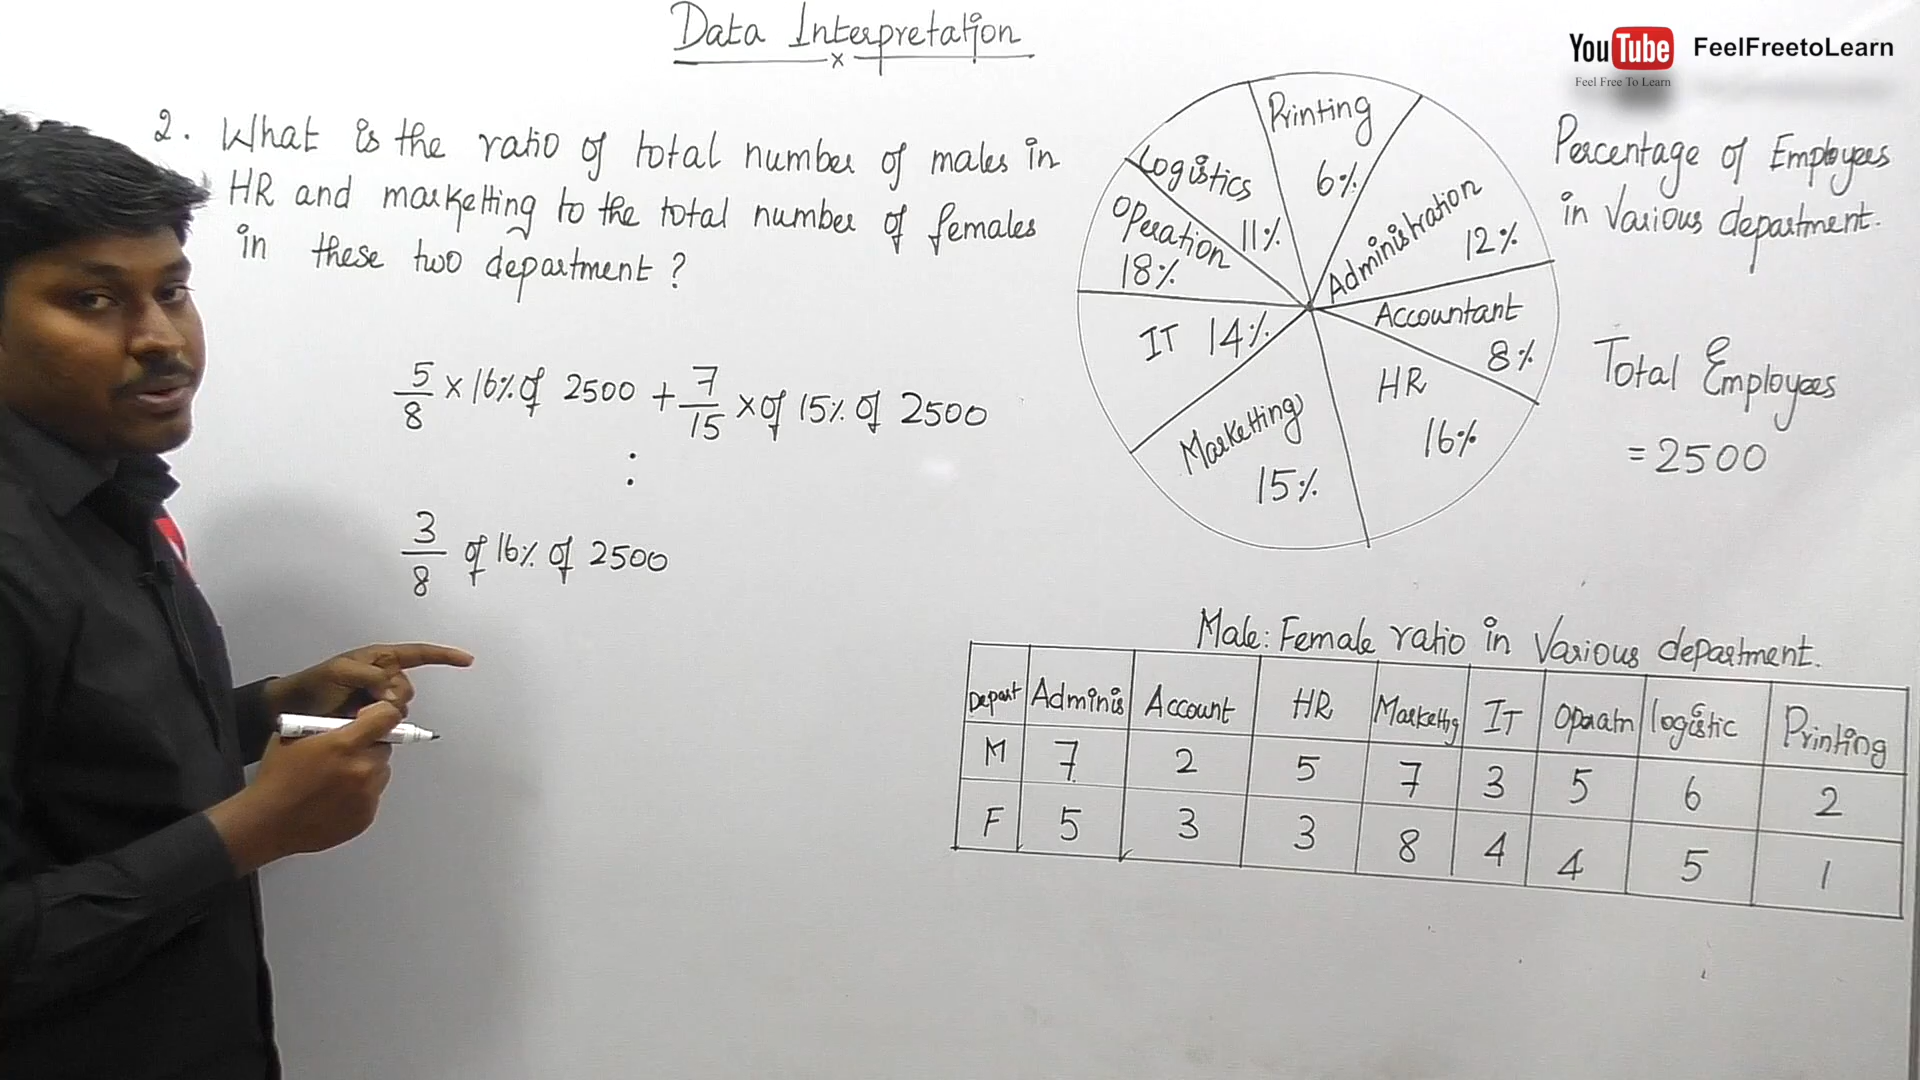 Data Interpretation
x
YouTube FeelFreetoLearn
Feel Free To Learn
2. What is the ratio of total number of males in
HR and marketting to the total number of females
in these two department ?
5/8 x 16% of 2500 + 7/15 x of 15% of 2500
:
3/8 of 16% of 2500
Printing
6%
Administration
12%
Accountant
8%
HR
16%
Marketting
15%
IT 14%
Operation
18%
Logistics
11%
Percentage of Employees
in Various department.
Total Employees
= 2500
Male: Female ratio in Various department.
Depart Adminis Account HR Markettng IT Operatn logistic Printing
M 7 2 5 7 3 5 6 2
F 5 3 3 8 4 4 5 1